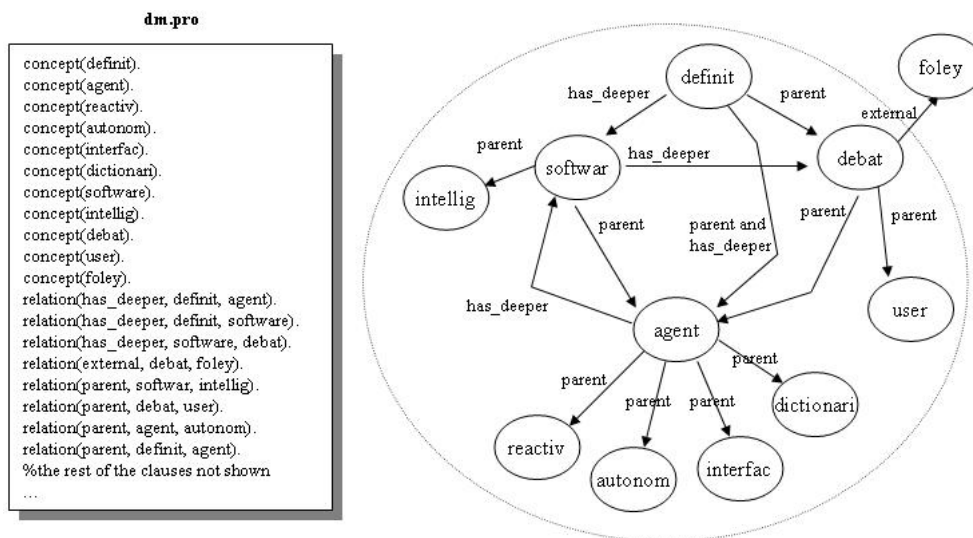 dm.pro
concept(definit).
concept(agent).
concept(reactiv).
concept(autonom).
concept(interfac).
concept(dictionari).
concept(software).
concept(intellig).
concept(debat).
concept(user).
concept(foley).
relation(has_deeper, definit, agent).
relation(has_deeper, definit, software).
relation(has_deeper, software, debat).
relation(external, debat, foley).
relation(parent, softwar, intellig).
relation(parent, debat, user).
relation(parent, agent, autonom).
relation(parent, definit, agent).
%the rest of the clauses not shown
...
definit
foley
has_deeper
parent
external
parent
softwar
has_deeper
debat
intellig
parent
parent and
has_deeper
parent
parent
has_deeper
agent
user
parent
parent
parent
parent
dictionari
reactiv
autonom
interfac